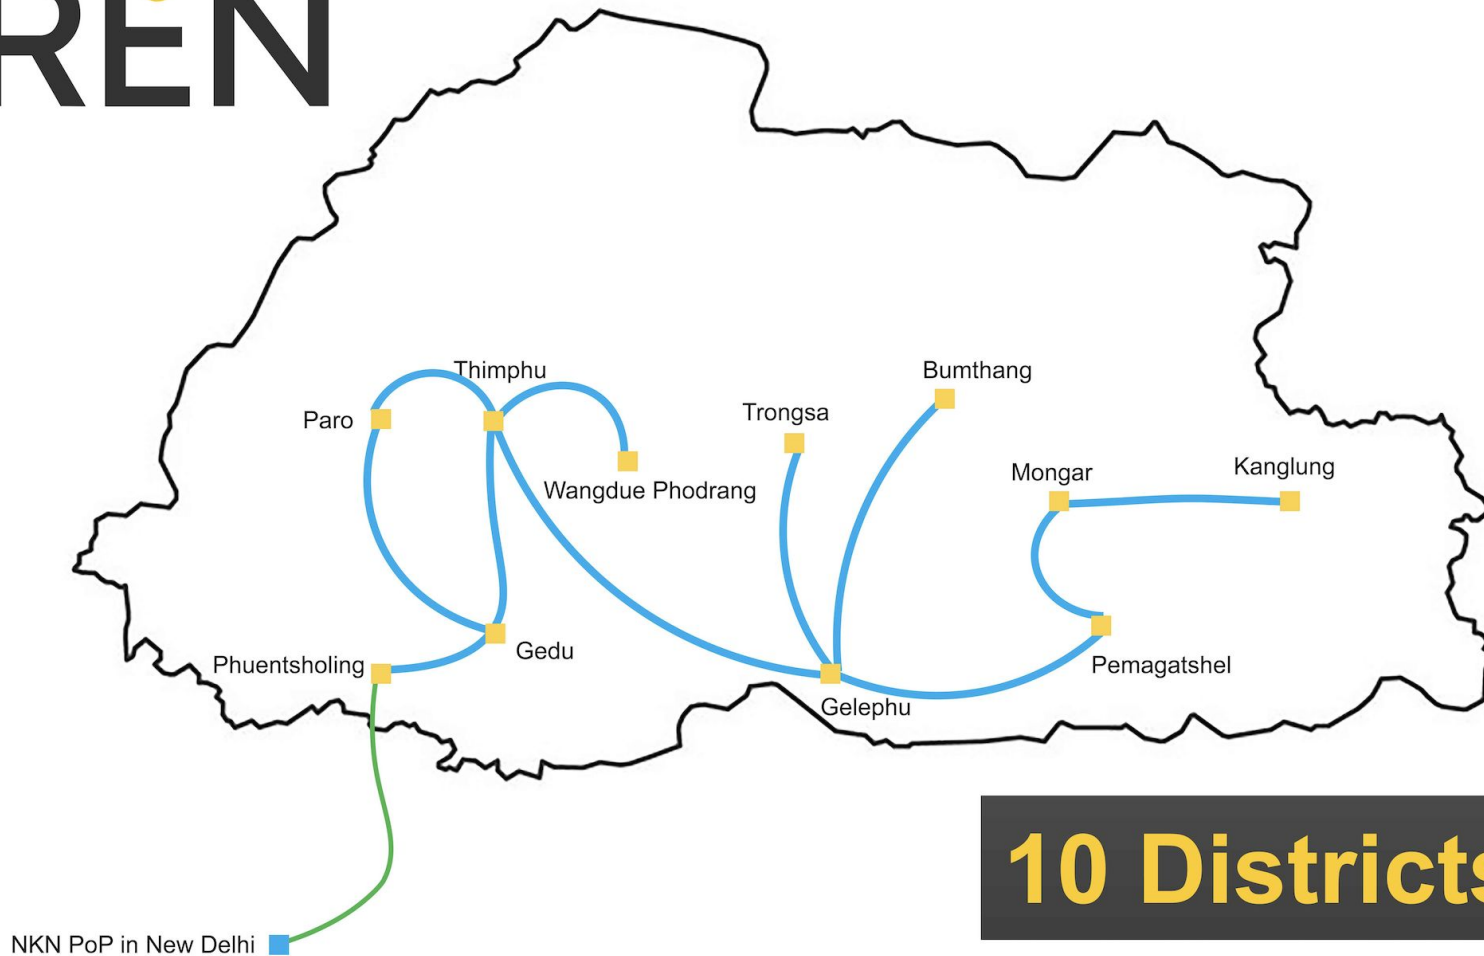 REN
Thimphu
Bumthang
Paro
Trongsa
Kanglung
Mongar
Wangdue Phodrang
Gedu
Phuentsholing
Pemagatshel
Gelephu
10 Districts
NKN PoP in New Delhi